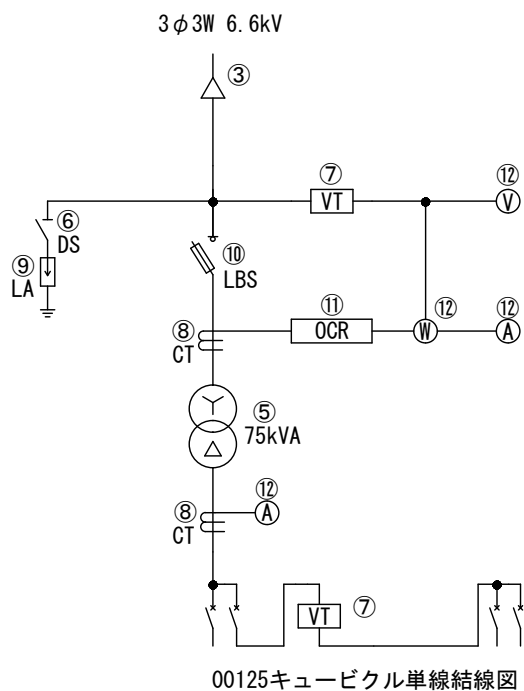 3φ3W 6.6kV
③
⑦
VT
⑫
V
⑥
DS
⑨
LA
⑩
LBS
⑪
OCR
⑫
W
⑫
A
⑧
CT
⑤
75kVA
⑧
CT
⑫
A
VT
⑦
00125キュービクル単線結線図